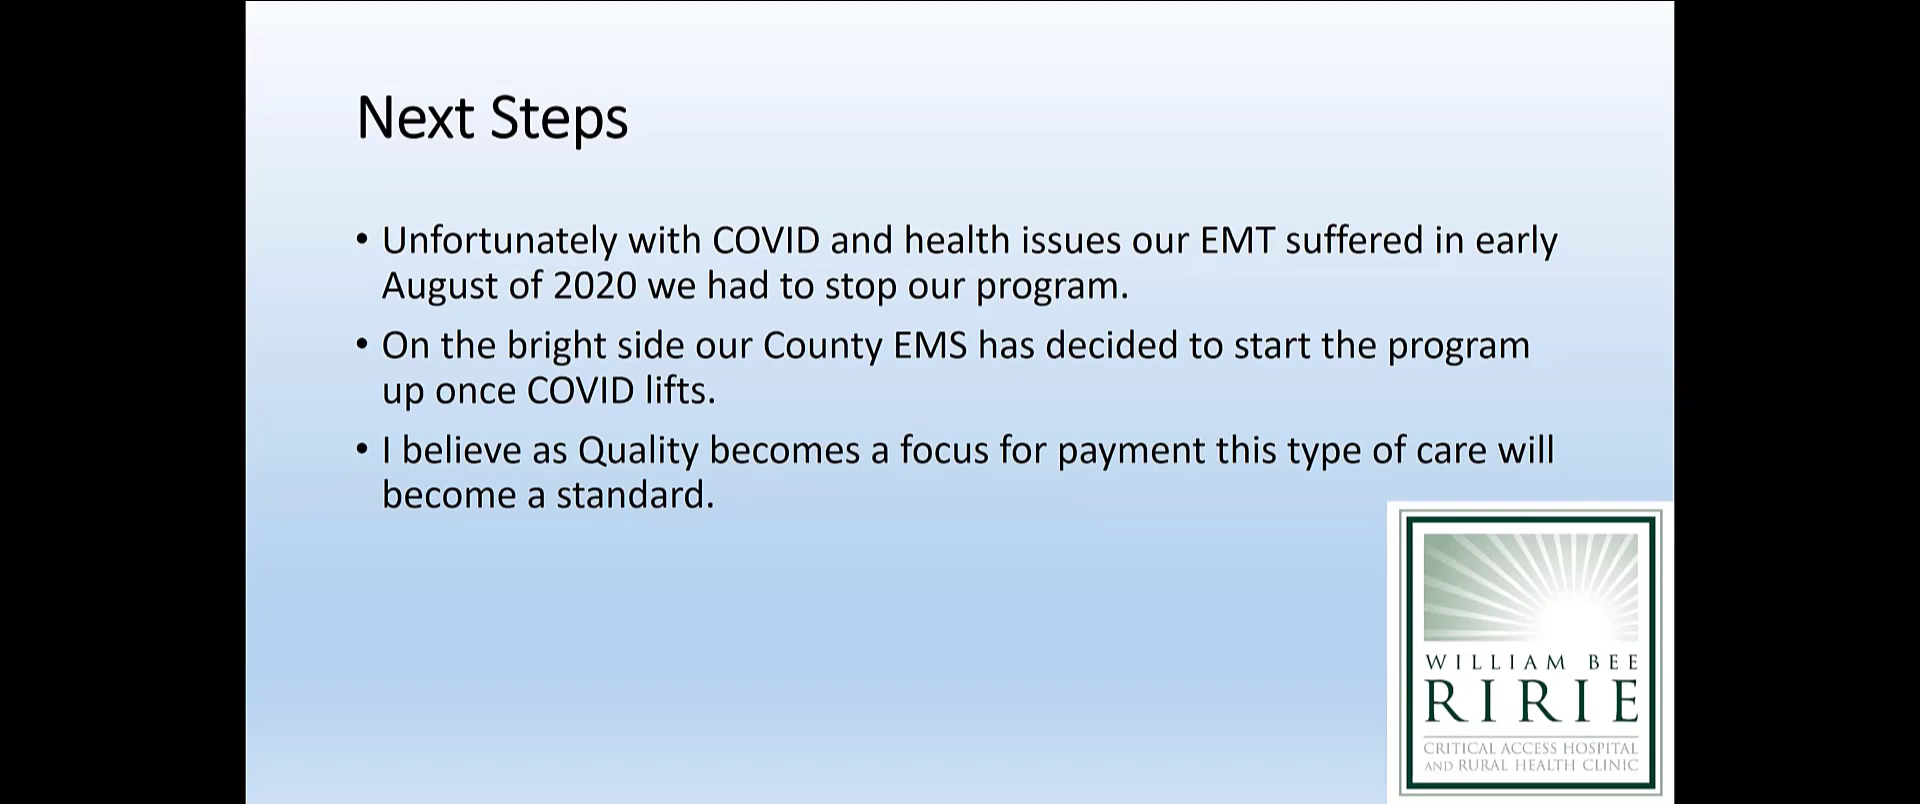 Next Steps
• Unfortunately with COVID and health issues our EMT suffered in early
August of 2020 we had to stop our program.
• On the bright side our County EMS has decided to start the program
up once COVID lifts.
• I believe as Quality becomes a focus for payment this type of care will
become a standard.
WILLIAM BEE
RIRIE
CRITICAL ACCESS HOSPITAL
AND RURAL HEALTH CLINIC